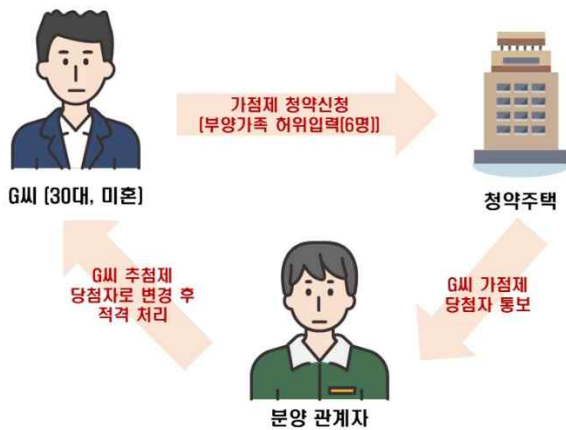 가점제 청약신청
(부양가족 허위입력(6명))
G씨 (30대, 미혼)
청약주택
G씨 추첨제
당첨자로 변경 후
적격 처리
G씨 가점제
당첨자 통보
분양 관계자